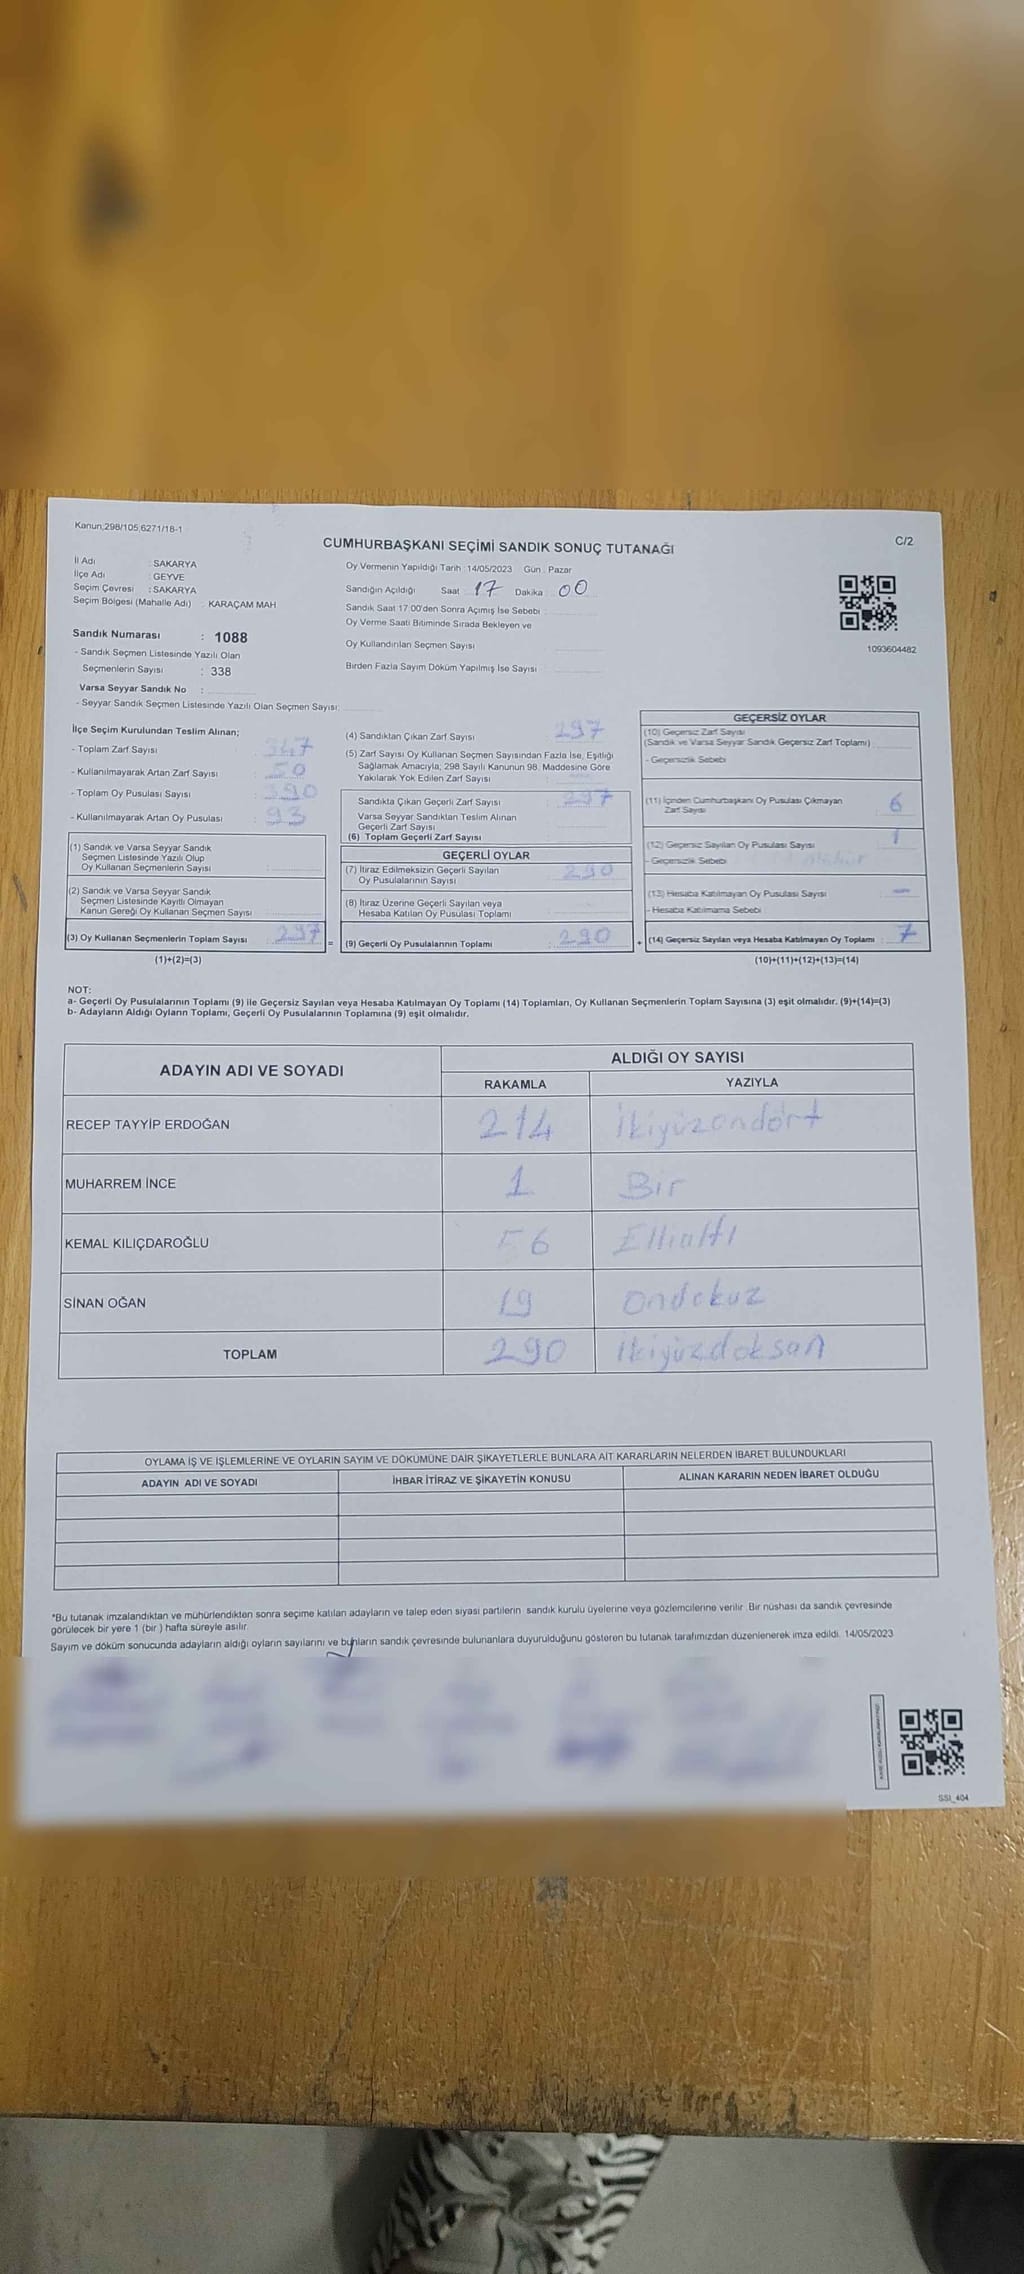 Kanun;298/105;6271/18-1
C/2
CUMHURBAŞKANI SEÇİMİ SANDIK SONUÇ TUTANAĞI
İl Adı : SAKARYA
İlçe Adı : GEYVE
Seçim Çevresi : SAKARYA
Seçim Bölgesi (Mahalle Adı) : KARAÇAM MAH
Sandık Numarası : 1088
- Sandık Seçmen Listesinde Yazılı Olan
Seçmenlerin Sayısı : 338
Varsa Seyyar Sandık No :
- Seyyar Sandık Seçmen Listesinde Yazılı Olan Seçmen Sayısı:
Oy Vermenin Yapıldığı Tarih :14/05/2023 Gün : Pazar
Sandığın Açıldığı Saat : 17 Dakika : 00
Sandık Saat 17:00'den Sonra Açımış İse Sebebi :
Oy Verme Saati Bitiminde Sırada Bekleyen ve
Oy Kullandırılan Seçmen Sayısı
Birden Fazla Sayım Döküm Yapılmış İse Sayısı :
1093604482
İlçe Seçim Kurulundan Teslim Alınan;
- Toplam Zarf Sayısı : 347
- Kullanılmayarak Artan Zarf Sayısı : 50
- Toplam Oy Pusulası Sayısı : 390
- Kullanılmayarak Artan Oy Pusulası : 93
(1) Sandık ve Varsa Seyyar Sandık
Seçmen Listesinde Yazılı Olup
Oy Kullanan Seçmenlerin Sayısı :
(2) Sandık ve Varsa Seyyar Sandık
Seçmen Listesinde Kayıtlı Olmayan
Kanun Gereği Oy Kullanan Seçmen Sayısı :
(3) Oy Kullanan Seçmenlerin Toplam Sayısı : 297
(1)+(2)=(3)
=
(4) Sandıktan Çıkan Zarf Sayısı : 297
(5) Zarf Sayısı Oy Kullanan Seçmen Sayısından Fazla İse, Eşitliği
Sağlamak Amacıyla; 298 Sayılı Kanunun 98. Maddesine Göre
Yakılarak Yok Edilen Zarf Sayısı :
Sandıkta Çıkan Geçerli Zarf Sayısı : 297
Varsa Seyyar Sandıktan Teslim Alınan
Geçerli Zarf Sayısı :
(6) Toplam Geçerli Zarf Sayısı
GEÇERLİ OYLAR
(7) İtiraz Edilmeksizin Geçerli Sayılan
Oy Pusulalarının Sayısı : 290
(8) İtiraz Üzerine Geçerli Sayılan veya
Hesaba Katılan Oy Pusulası Toplamı :
(9) Geçerli Oy Pusulalarının Toplamı : 290
+
GEÇERSİZ OYLAR
(10) Geçersiz Zarf Sayısı
(Sandık ve Varsa Seyyar Sandık Geçersiz Zarf Toplamı) :
- Geçersizlik Sebebi
(11) İçinden Cumhurbaşkanı Oy Pusulası Çıkmayan
Zarf Sayısı : 6
(12) Geçersiz Sayılan Oy Pusulası Sayısı : 1
- Geçersizlik Sebebi
(13) Hesaba Katılmayan Oy Pusulası Sayısı : -
- Hesaba Katılmama Sebebi
(14) Geçersiz Sayılan veya Hesaba Katılmayan Oy Toplamı : 7
(10)+(11)+(12)+(13)=(14)
NOT:
a- Geçerli Oy Pusulalarının Toplamı (9) ile Geçersiz Sayılan veya Hesaba Katılmayan Oy Toplamı (14) Toplamları, Oy Kullanan Seçmenlerin Toplam Sayısına (3) eşit olmalıdır. (9)+(14)=(3)
b- Adayların Aldığı Oyların Toplamı, Geçerli Oy Pusulalarının Toplamına (9) eşit olmalıdır.
ADAYIN ADI VE SOYADI ALDIĞI OY SAYISI
RAKAMLA YAZIYLA
RECEP TAYYİP ERDOĞAN 214 İkiyüzondört
MUHARREM İNCE 1 Bir
KEMAL KILIÇDAROĞLU 56 Ellialtı
SİNAN OĞAN 19 Ondokuz
TOPLAM 290 İkiyüzdoksan
OYLAMA İŞ VE İŞLEMLERİNE VE OYLARIN SAYIM VE DÖKÜMÜNE DAİR ŞİKAYETLERLE BUNLARA AİT KARARLARIN NELERDEN İBARET BULUNDUKLARI
ADAYIN ADI VE SOYADI İHBAR İTİRAZ VE ŞİKAYETİN KONUSU ALINAN KARARIN NEDEN İBARET OLDUĞU
*Bu tutanak imzalandıktan ve mühürlendikten sonra seçime katılan adayların ve talep eden siyasi partilerin sandık kurulu üyelerine veya gözlemcilerine verilir. Bir nüshası da sandık çevresinde
görülecek bir yere 1 (bir ) hafta süreyle asılır.
Sayım ve döküm sonucunda adayların aldığı oyların sayılarını ve bunların sandık çevresinde bulunanlara duyurulduğunu gösteren bu tutanak tarafımızdan düzenlenerek imza edildi. 14/05/2023
SSI_404